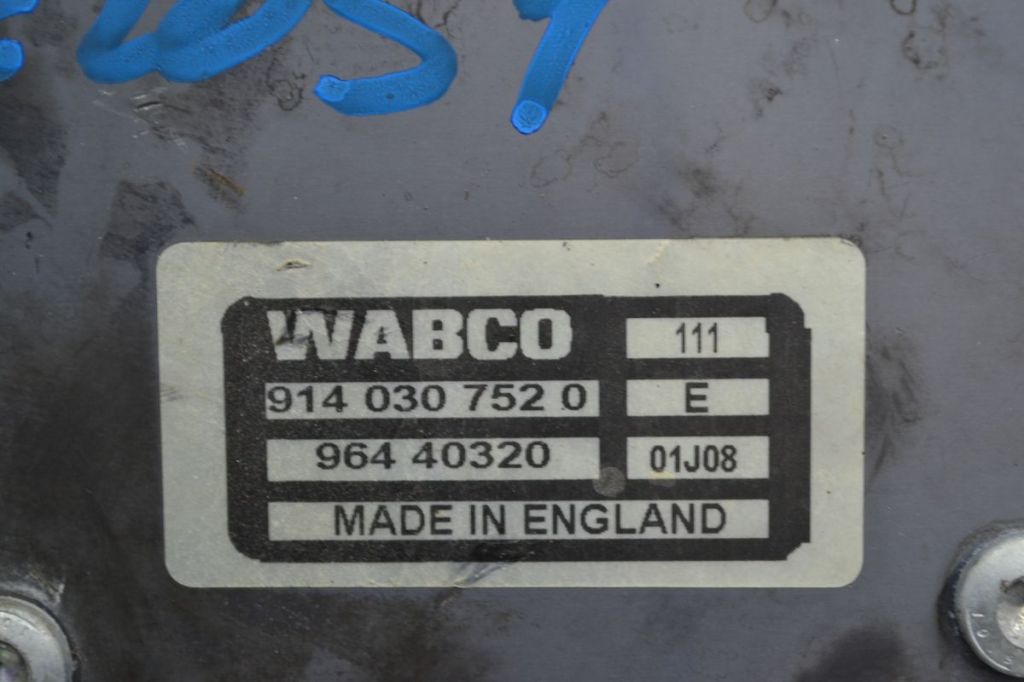 WABCO
111
914 030 752 0
E
964 40320
01J08
MADE IN ENGLAND